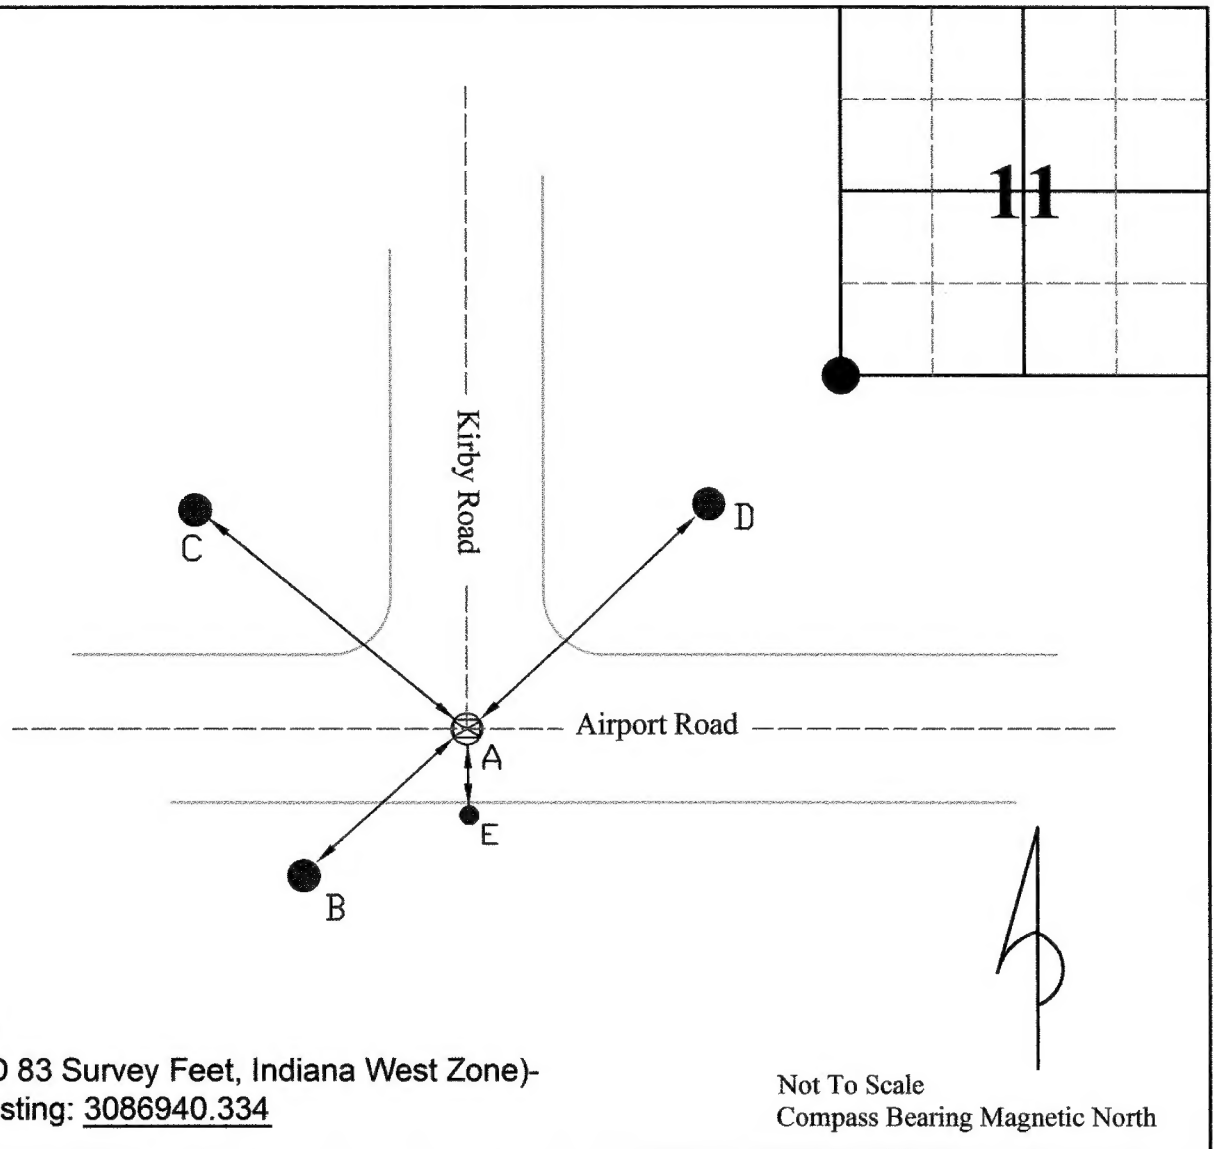 11
Kirby Road
C
D
Airport Road
A
E
B
D 83 Survey Feet, Indiana West Zone)-
sting: 3086940.334
Not To Scale
Compass Bearing Magnetic North